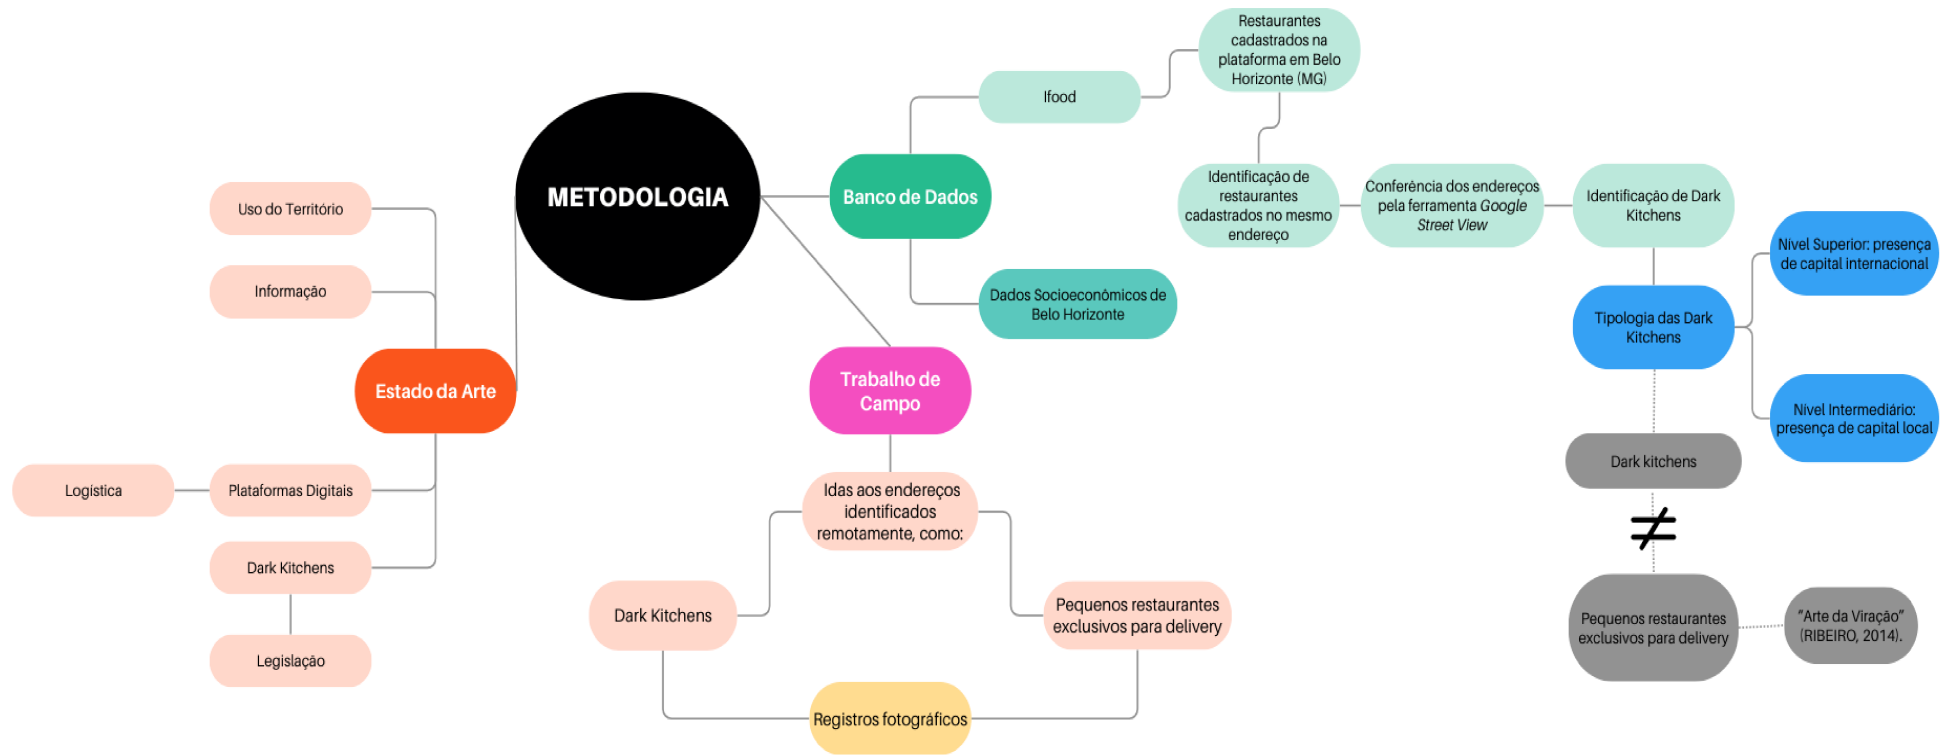 METODOLOGIA
Estado da Arte
Uso do Território
Informação
Plataformas Digitais
Logística
Dark Kitchens
Legislação
Banco de Dados
Ifood
Restaurantes
cadastrados na
plataforma em Belo
Horizonte (MG)
Identificação de
restaurantes
cadastrados no mesmo
endereço
Conferência dos endereços
pela ferramenta Google
Street View
Identificação de Dark
Kitchens
Tipologia das Dark
Kitchens
Nível Superior: presença
de capital internacional
Nível Intermediário:
presença de capital local
Dark kitchens
≠
Pequenos restaurantes
exclusivos para delivery
“Arte da Viração”
(RIBEIRO, 2014).
Dados Socioeconômicos de
Belo Horizonte
Trabalho de
Campo
Idas aos endereços
identificados
remotamente, como:
Dark Kitchens
Pequenos restaurantes
exclusivos para delivery
Registros fotográficos